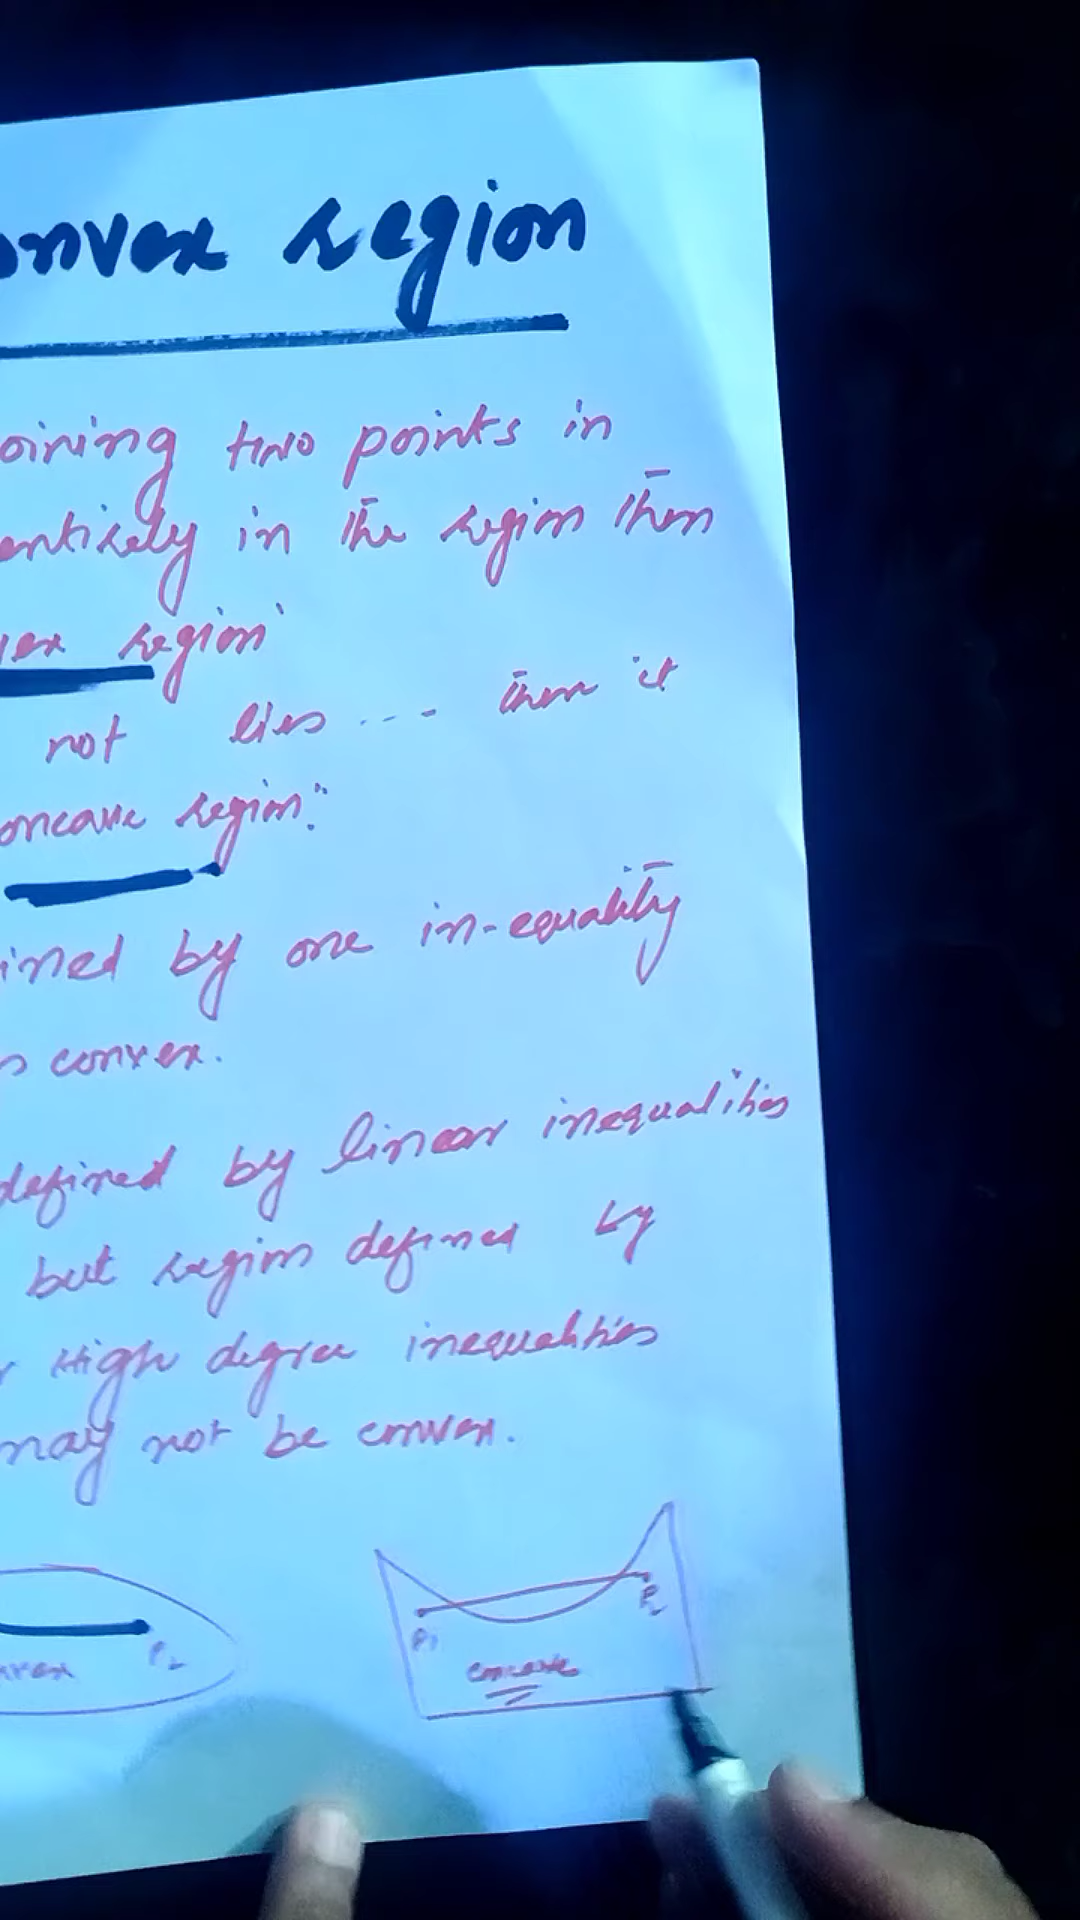 onvex region
oining two points in
entirely in the region then
vex region
not lies --- then it
oncave region."
ined by one in-equality
convex.
defined by linear inequalities
but region defined by
High degree inequalities
may not be convex.
P1 P2
concave
P2